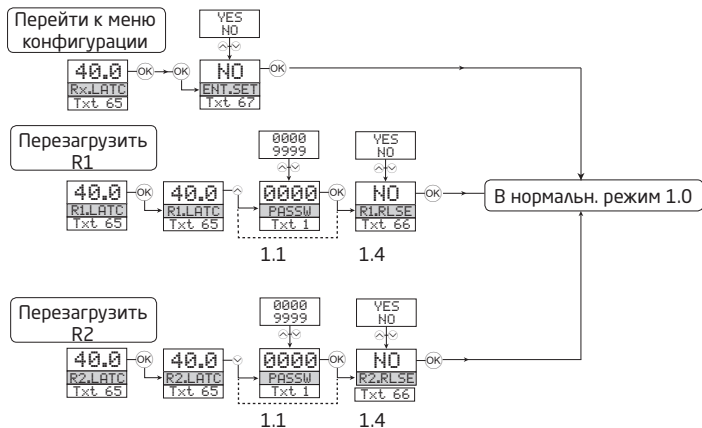 Перейти к меню
конфигурации
YES
NO
40.0
Rx.LATC
Txt 65
OK
OK
NO
ENT.SET
Txt 67
OK
Перезагрузить
R1
0000
9999
YES
NO
40.0
R1.LATC
Txt 65
OK
40.0
R1.LATC
Txt 65
0000
PASSW
Txt 1
OK
NO
R1.RLSE
Txt 66
OK
В нормальн. режим 1.0
1.1
1.4
Перезагрузить
R2
0000
9999
YES
NO
40.0
R2.LATC
Txt 65
OK
40.0
R2.LATC
Txt 65
0000
PASSW
Txt 1
OK
NO
R2.RLSE
Txt 66
OK
1.1
1.4